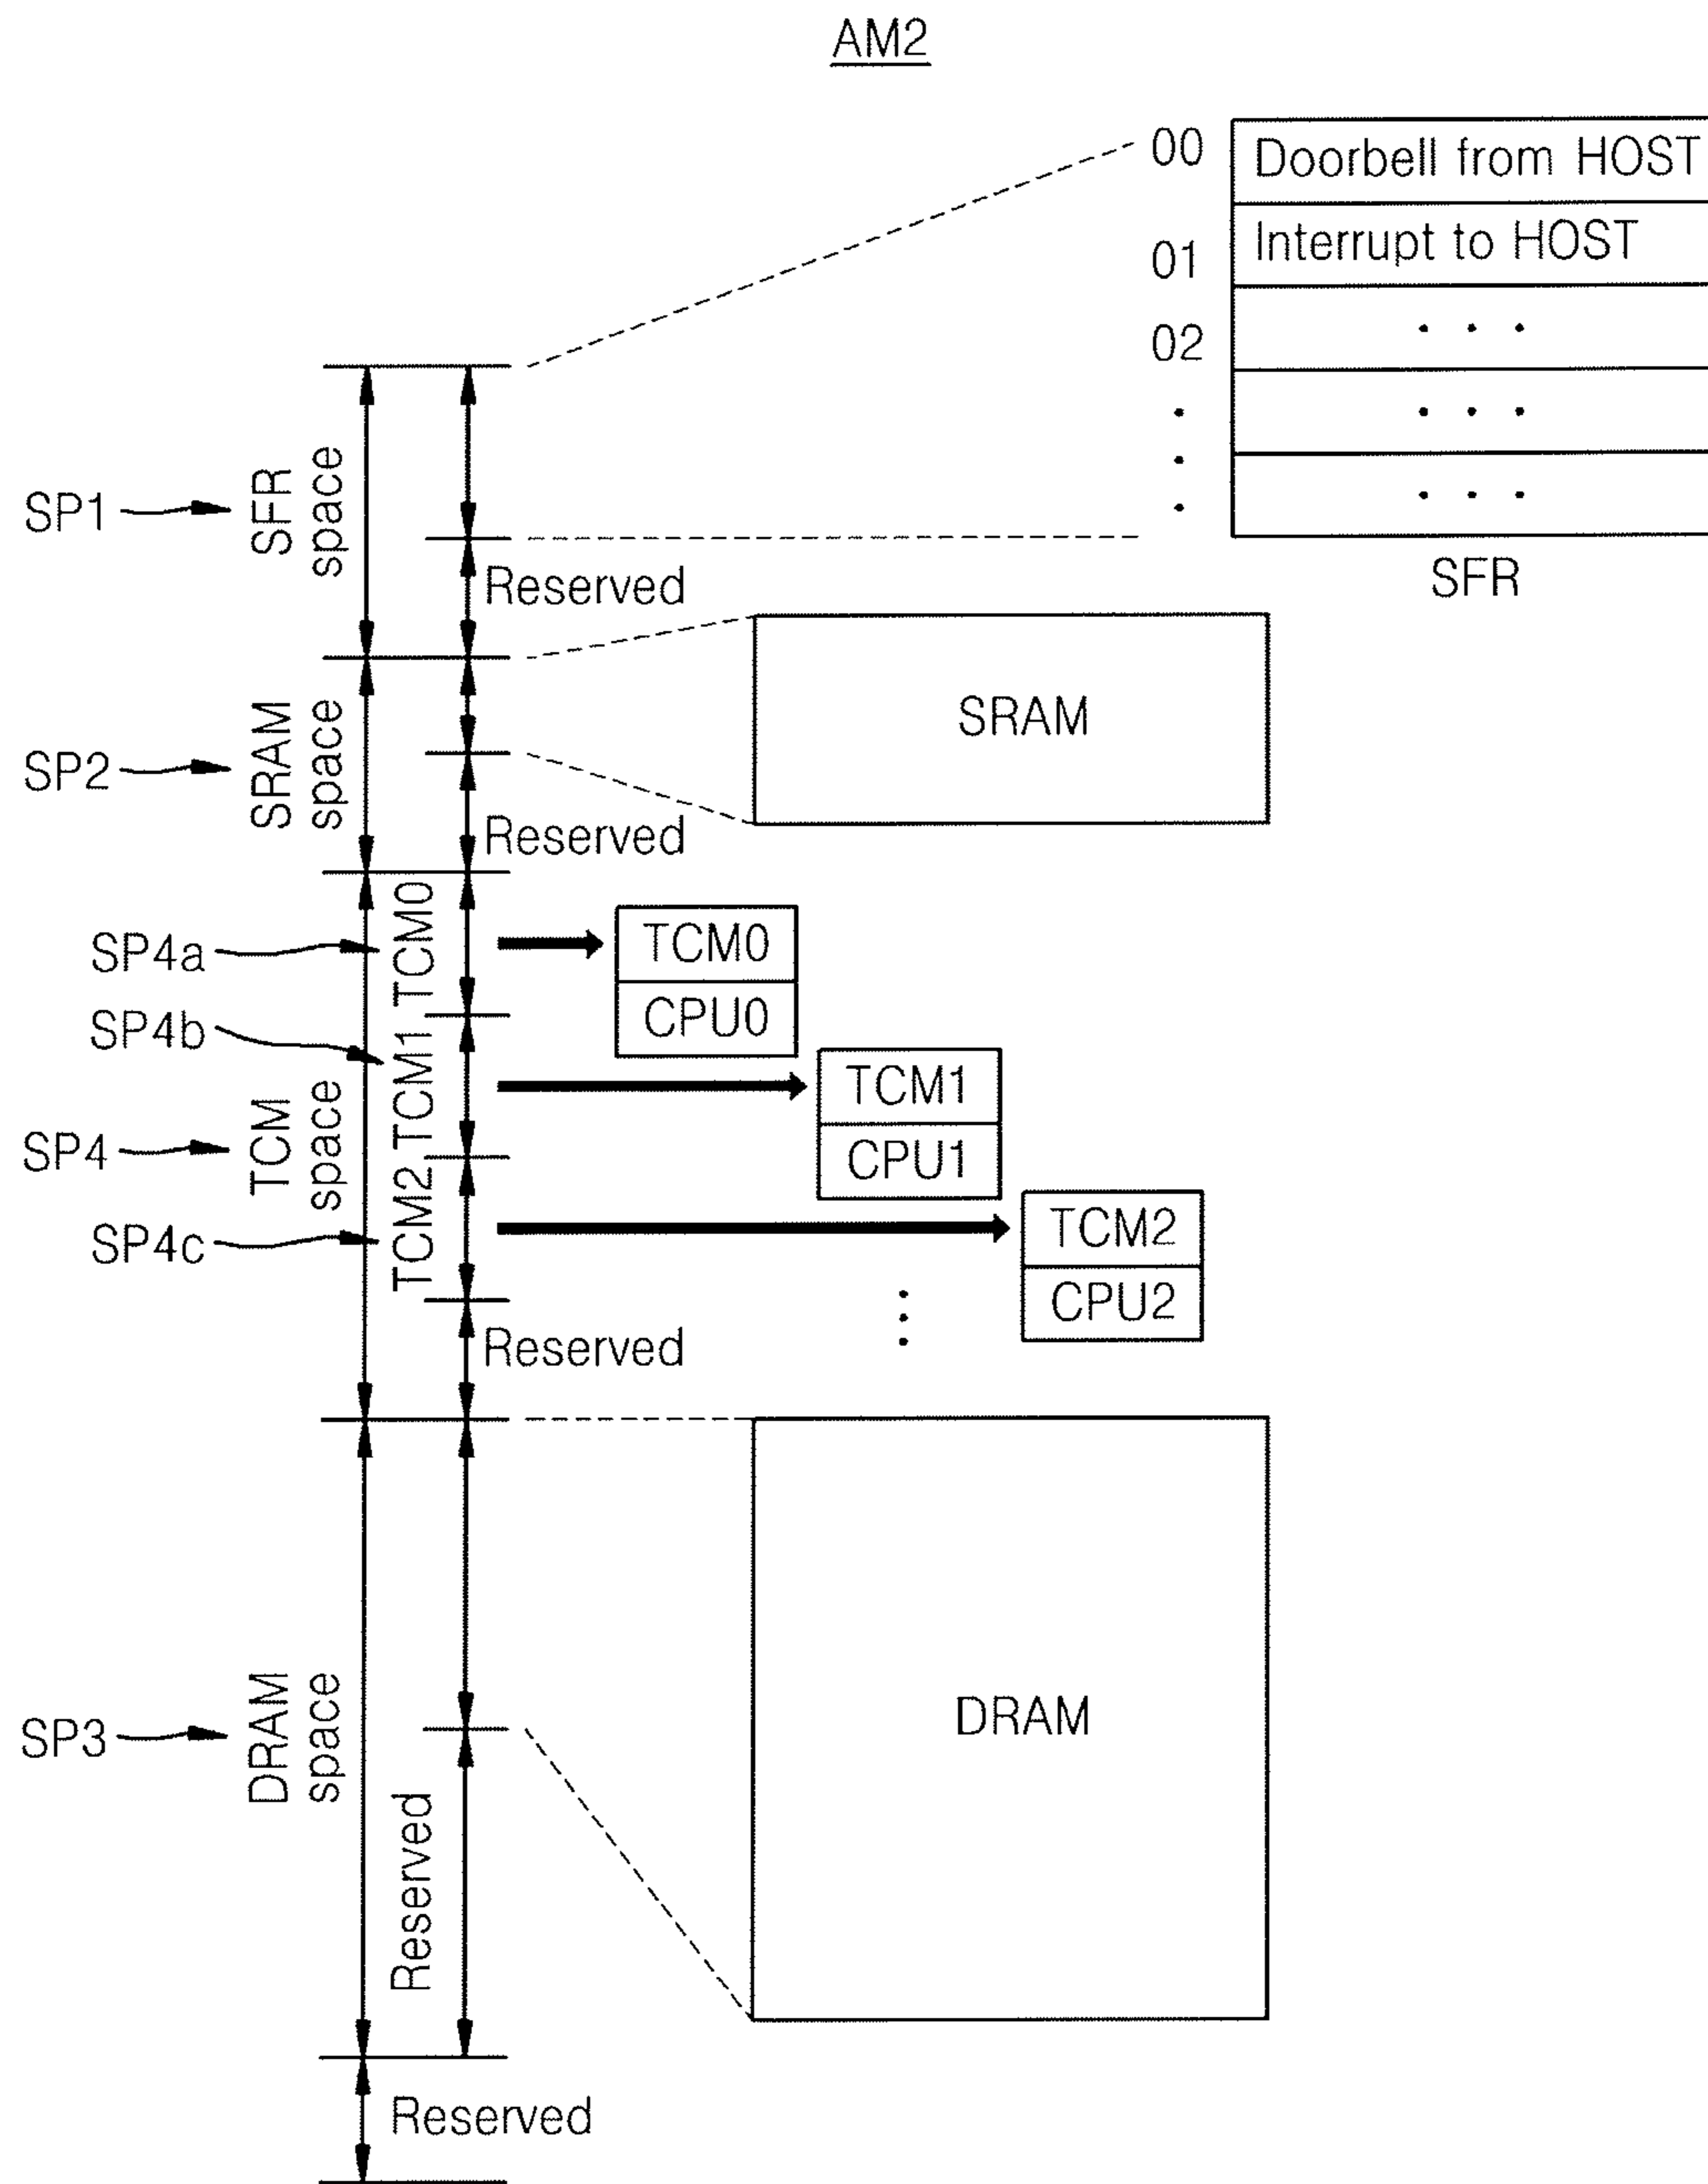 AM2
00
Doorbell from HOST
01
Interrupt to HOST
02
. . .
. . .
. . .
SFR
SP1
SFR
space
Reserved
SRAM
SP2
SRAM
space
Reserved
SP4a
TCM0
TCM0
CPU0
SP4b
TCM1
TCM1
CPU1
SP4
TCM
space
SP4c
TCM2
TCM2
CPU2
Reserved
DRAM
SP3
DRAM
space
Reserved
Reserved